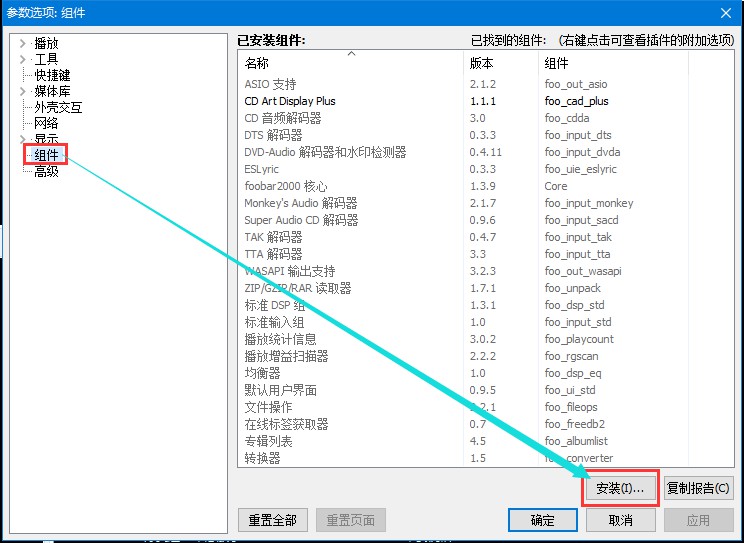 参数选项: 组件
播放
工具
快捷键
媒体库
外壳交互
网络
显示
组件
高级
已安装组件: 已找到的组件: (右键点击可查看插件的附加选项)
名称 版本 组件
ASIO 支持 2.1.2 foo_out_asio
CD Art Display Plus 1.1.1 foo_cad_plus
CD 音频解码器 3.0 foo_cdda
DTS 解码器 0.3.3 foo_input_dts
DVD-Audio 解码器和水印检测器 0.4.11 foo_input_dvda
ESLyric 0.3.3 foo_uie_eslyric
foobar2000 核心 1.3.9 Core
Monkey's Audio 解码器 2.1.7 foo_input_monkey
Super Audio CD 解码器 0.9.6 foo_input_sacd
TAK 解码器 0.4.7 foo_input_tak
TTA 解码器 3.3 foo_input_tta
WASAPI 输出支持 3.2.3 foo_out_wasapi
ZIP/GZIP/RAR 读取器 1.7.1 foo_unpack
标准 DSP 组 1.3.1 foo_dsp_std
标准输入组 1.0 foo_input_std
播放统计信息 3.0.2 foo_playcount
播放增益扫描器 2.2.2 foo_rgscan
均衡器 1.0 foo_dsp_eq
默认用户界面 0.9.5 foo_ui_std
文件操作 2.2.1 foo_fileops
在线标签获取器 0.7 foo_freedb2
专辑列表 4.5 foo_albumlist
转换器 1.5 foo_converter
安装(I)... 复制报告(C)
重置全部 重置页面 确定 取消 应用